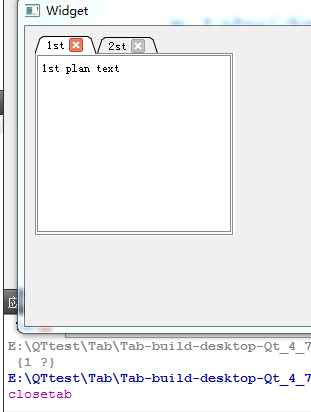 Widget
1st
2st
1st plan text
E:\QTtest\Tab\Tab-build-desktop-Qt_4_7
{1 ?}
E:\QTtest\Tab\Tab-build-desktop-Qt_4_7
closetab